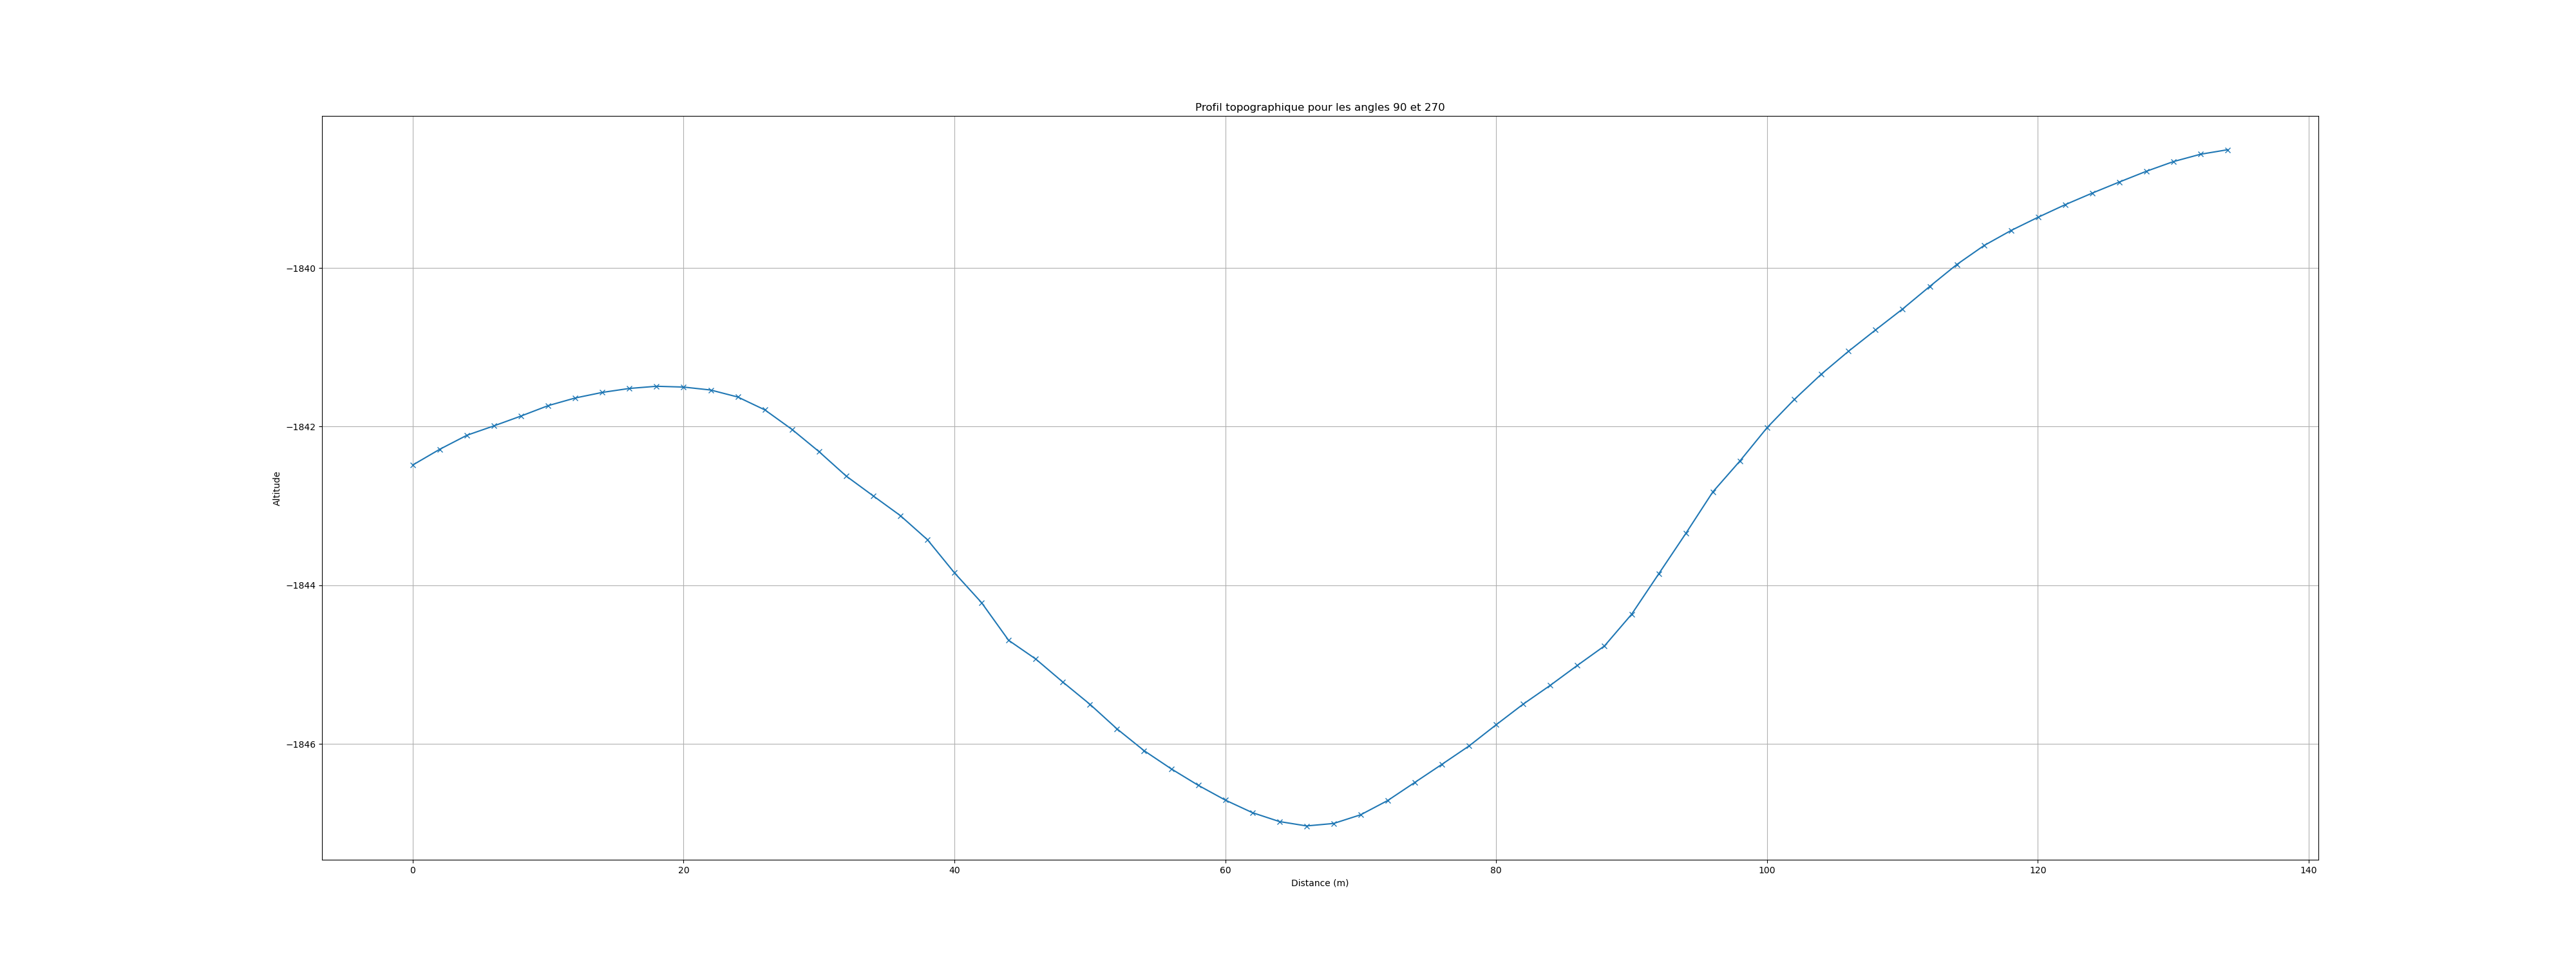 Profil topographique pour les angles 90 et 270
−1840
−1842
−1844
−1846
Altitude
0 20 40 60 80 100 120 140
Distance (m)